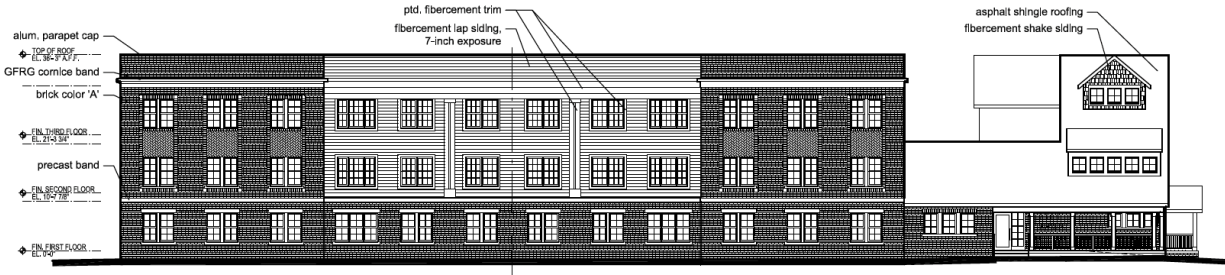 ptd. fibercement trim
asphalt shingle roofing
fibercement lap siding,
7-inch exposure
fibercement shake siding
alum, parapet cap
TOP OF ROOF
EL. 36'-3" A.F.F.
GFRG cornice band
brick color 'A'
FIN. THIRD FLOOR
EL. 21'-3 3/4"
precast band
FIN. SECOND FLOOR
EL. 10'-7 7/8"
FIN. FIRST FLOOR
EL. 0'-0"